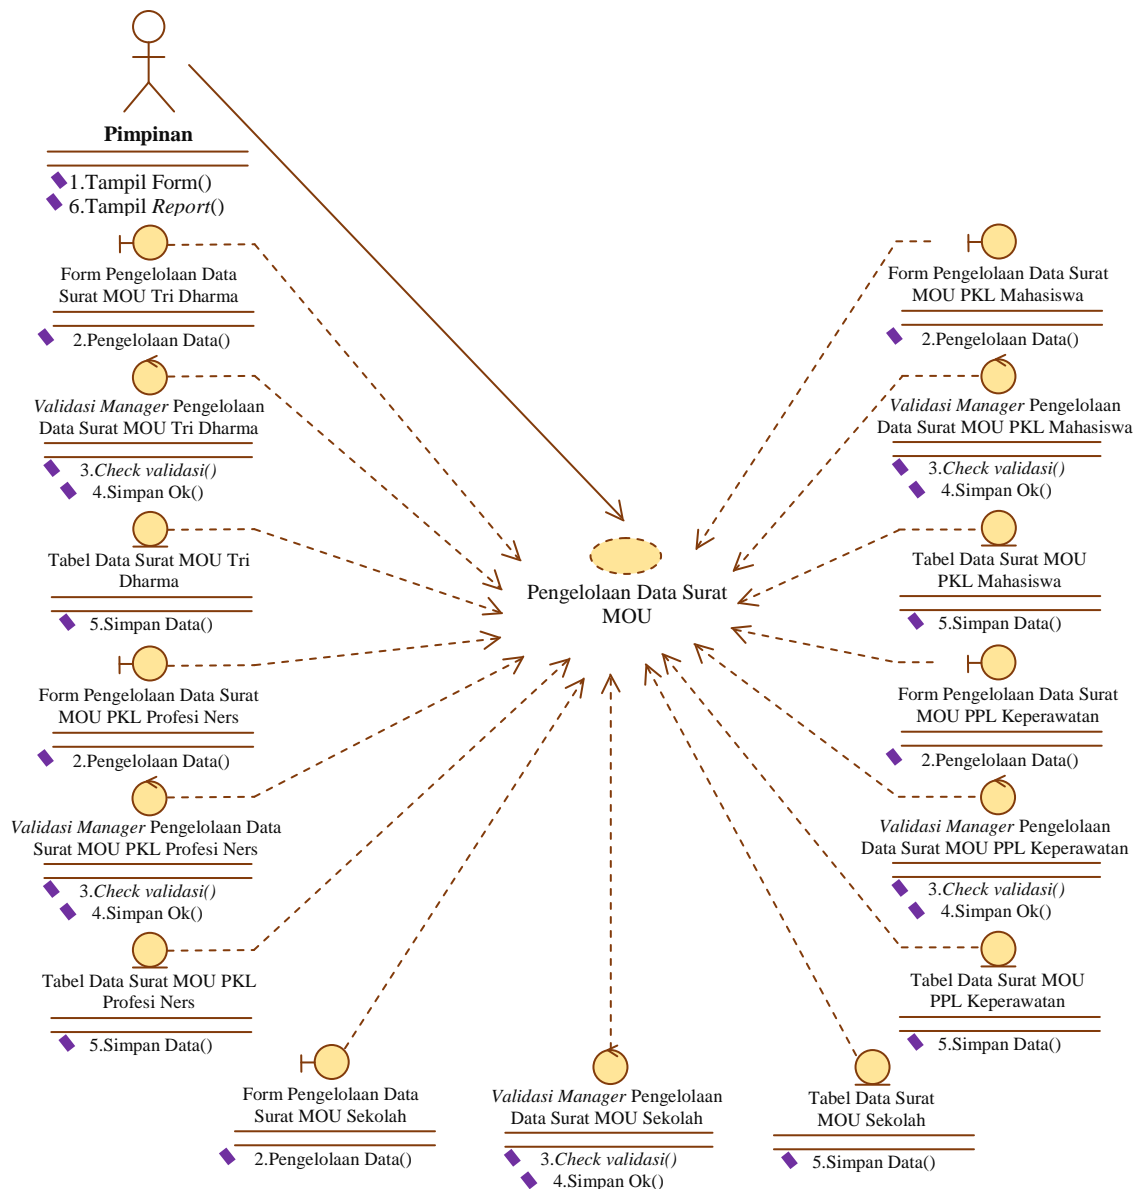 Pimpinan
1.Tampil Form()
6.Tampil Report()
Form Pengelolaan Data
Surat MOU Tri Dharma
2.Pengelolaan Data()
Validasi Manager Pengelolaan
Data Surat MOU Tri Dharma
3.Check validasi()
4.Simpan Ok()
Tabel Data Surat MOU Tri
Dharma
5.Simpan Data()
Form Pengelolaan Data Surat
MOU PKL Profesi Ners
2.Pengelolaan Data()
Validasi Manager Pengelolaan Data
Surat MOU PKL Profesi Ners
3.Check validasi()
4.Simpan Ok()
Tabel Data Surat MOU PKL
Profesi Ners
5.Simpan Data()
Pengelolaan Data Surat
MOU
Form Pengelolaan Data Surat
MOU PKL Mahasiswa
2.Pengelolaan Data()
Validasi Manager Pengelolaan
Data Surat MOU PKL Mahasiswa
3.Check validasi()
4.Simpan Ok()
Tabel Data Surat MOU
PKL Mahasiswa
5.Simpan Data()
Form Pengelolaan Data Surat
MOU PPL Keperawatan
2.Pengelolaan Data()
Validasi Manager Pengelolaan
Data Surat MOU PPL Keperawatan
3.Check validasi()
4.Simpan Ok()
Tabel Data Surat MOU
PPL Keperawatan
5.Simpan Data()
Form Pengelolaan Data
Surat MOU Sekolah
2.Pengelolaan Data()
Validasi Manager Pengelolaan
Data Surat MOU Sekolah
3.Check validasi()
4.Simpan Ok()
Tabel Data Surat
MOU Sekolah
5.Simpan Data()